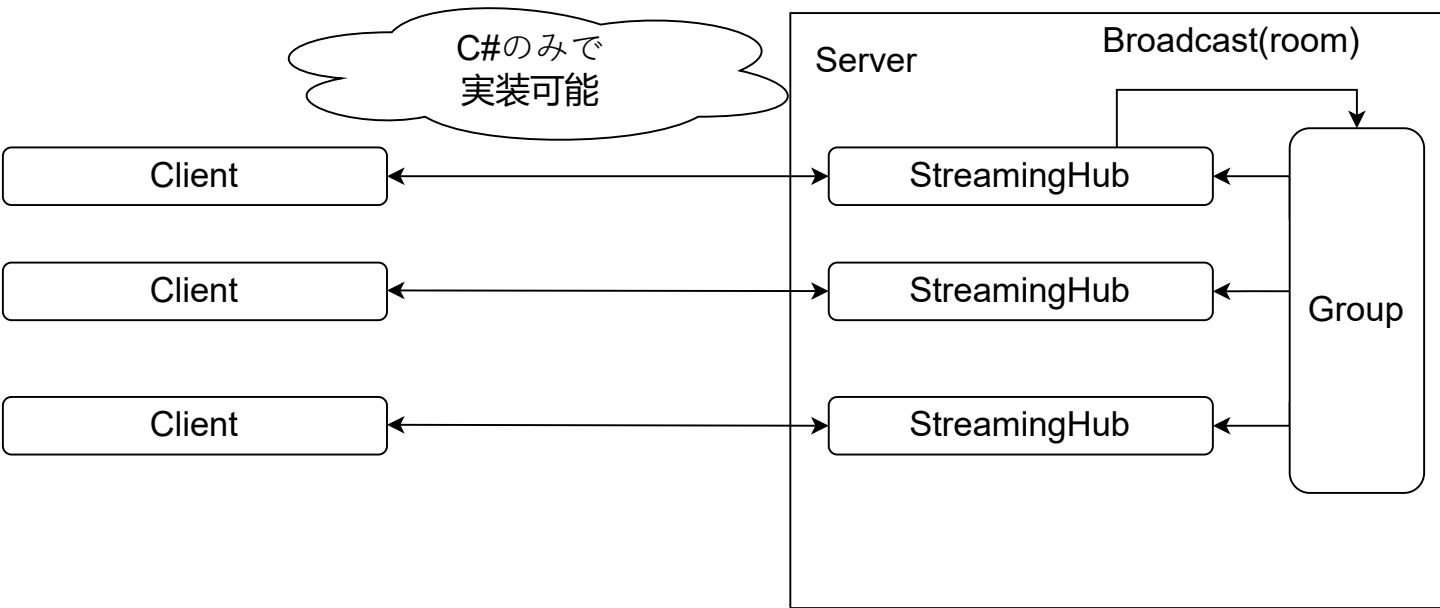 C#のみで
実装可能
Server
Broadcast(room)
Client
StreamingHub
Client
StreamingHub
Group
Client
StreamingHub